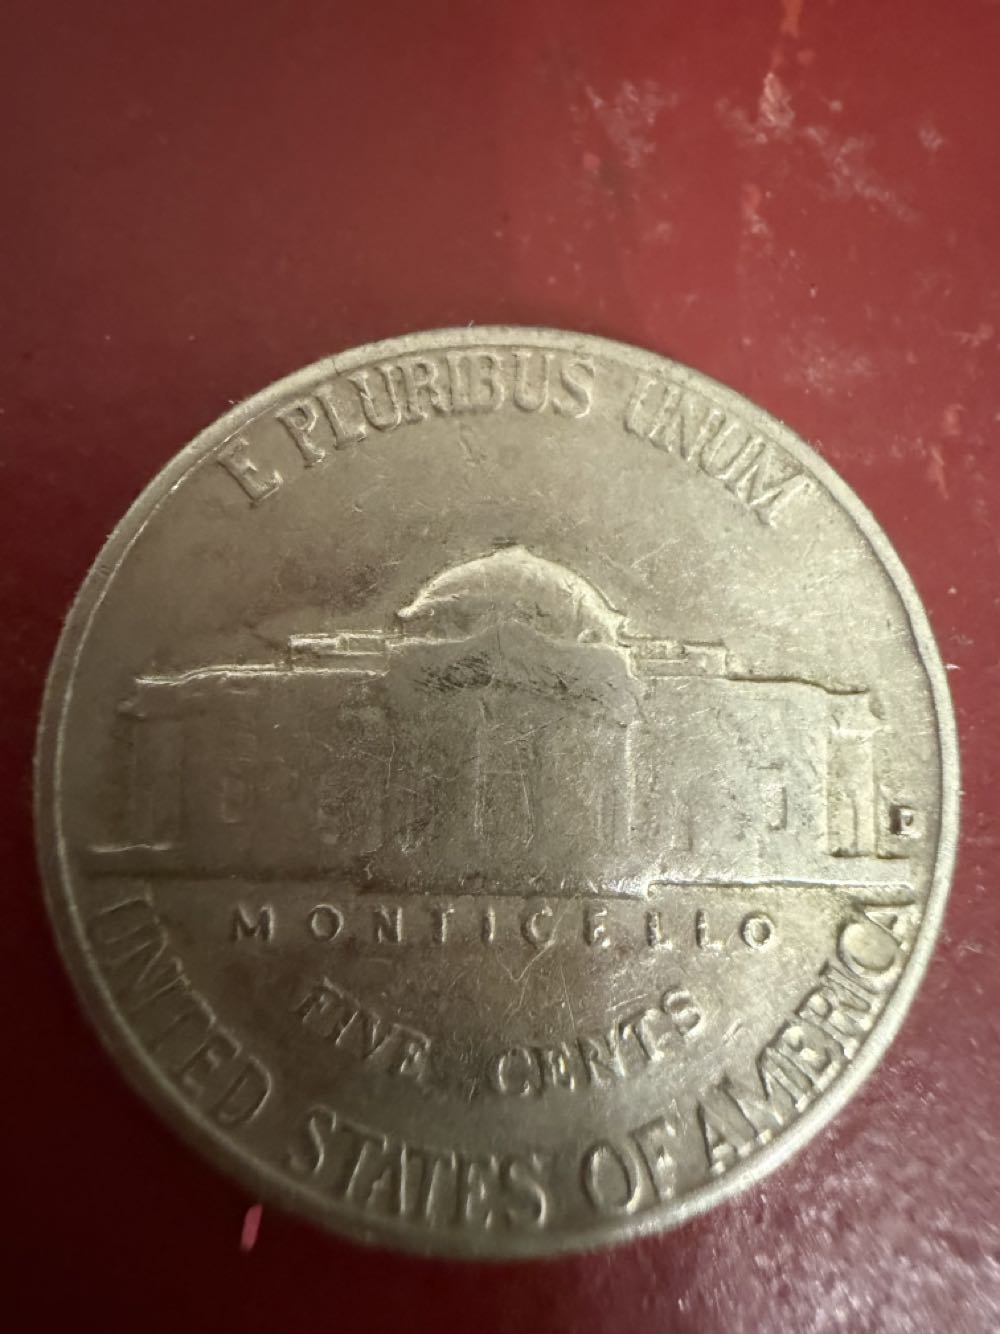 E PLURIBUS UNUM
D
MONTICELLO
FIVE CENTS
UNITED STATES OF AMERICA